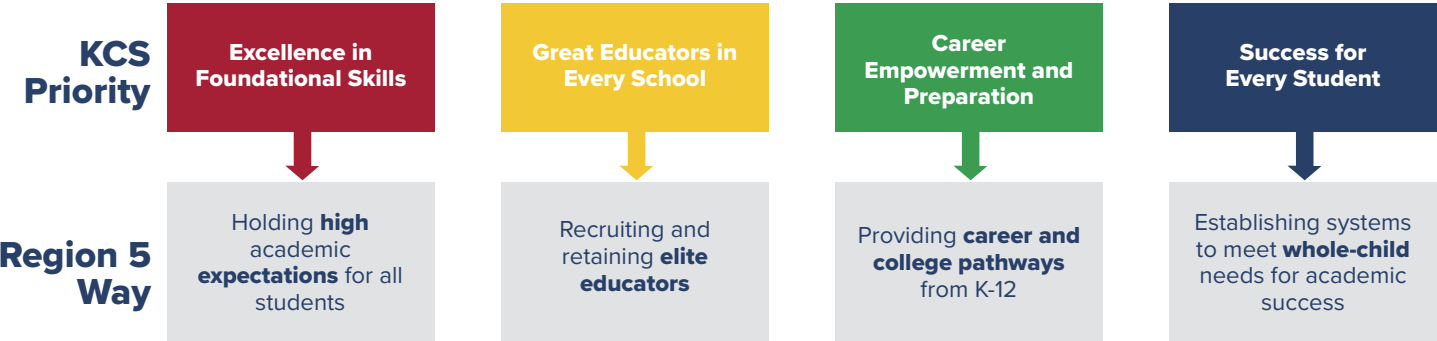 KCS
Priority
Excellence in
Foundational Skills
Great Educators in
Every School
Career
Empowerment and
Preparation
Success for
Every Student
Region 5
Way
Holding high
academic
expectations for all
students
Recruiting and
retaining elite
educators
Providing career and
college pathways
from K-12
Establishing systems
to meet whole-child
needs for academic
success